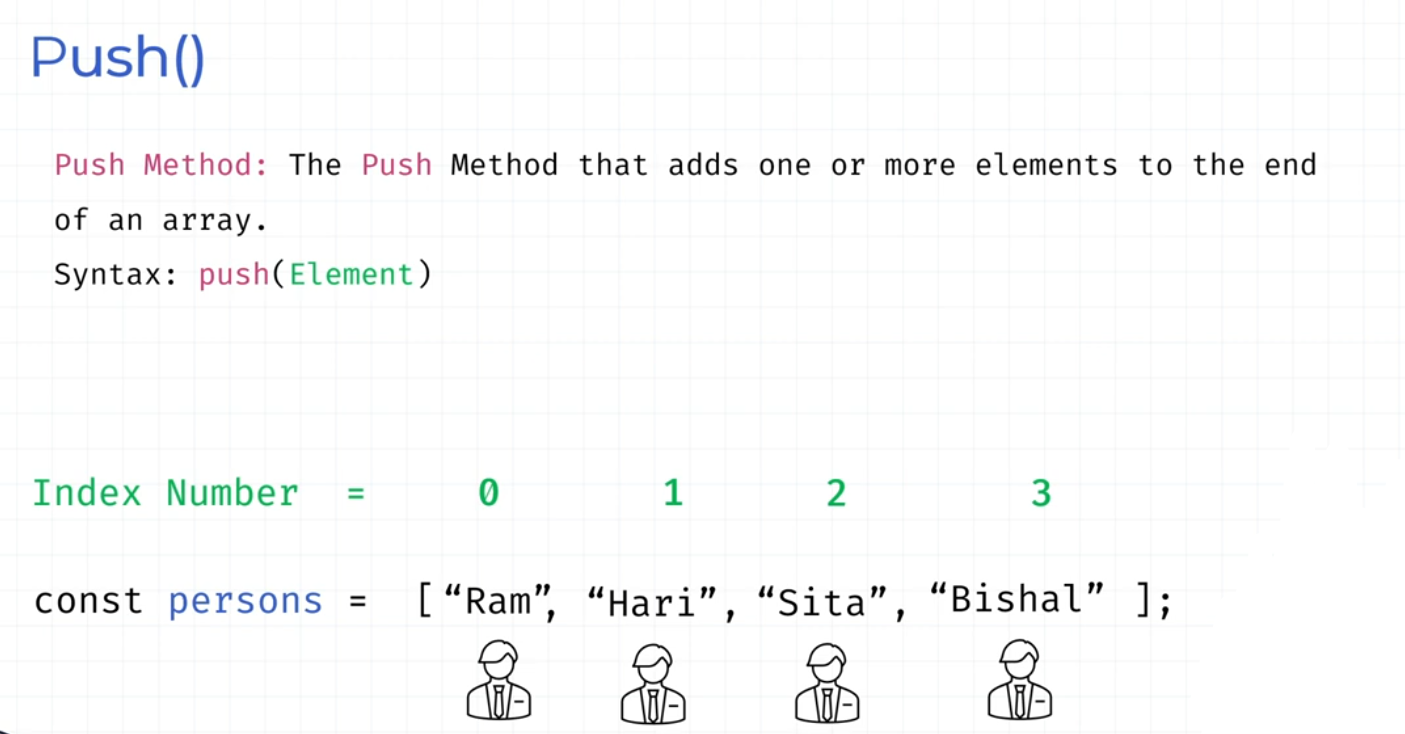 Push()
Push Method: The Push Method that adds one or more elements to the end
of an array.
Syntax: push(Element)
Index Number = 0 1 2 3
const persons = [“Ram”, “Hari”, “Sita”, “Bishal” ];